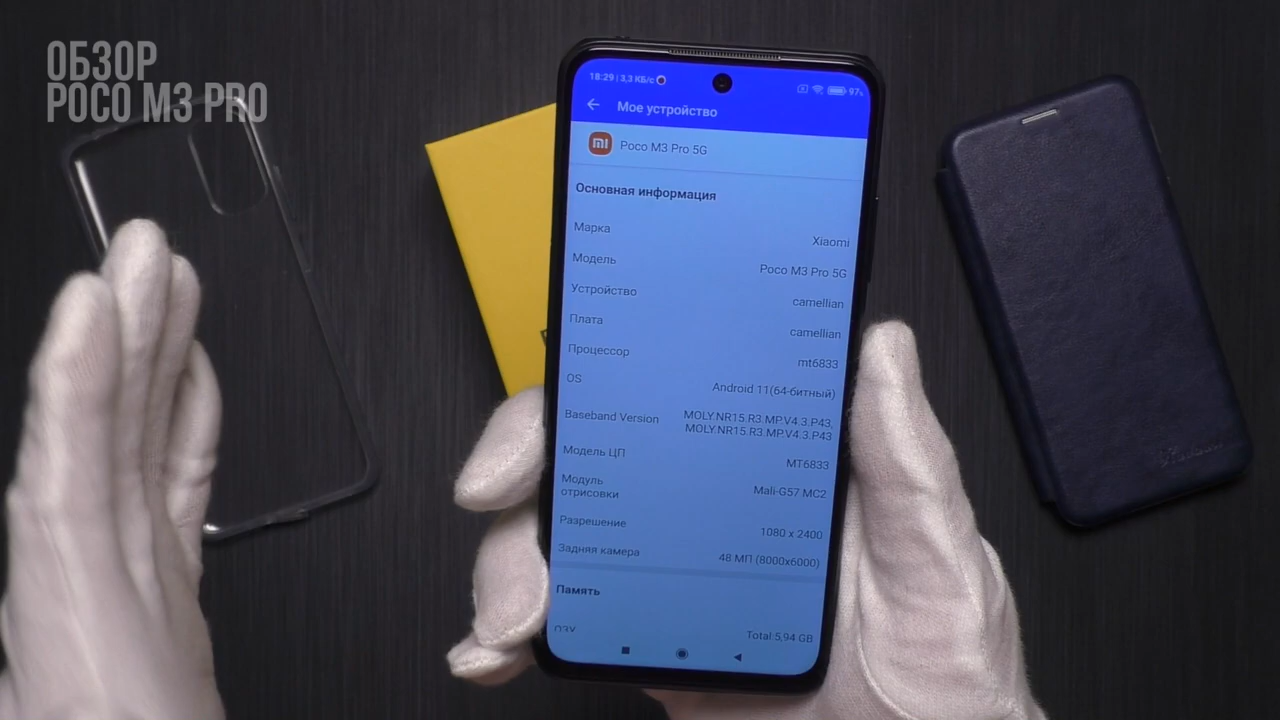 ОБЗОР
POCO M3 PRO
18:29 | 3,3 КБ/с
97%
Мое устройство
mi
Poco M3 Pro 5G
Основная информация
Марка
Xiaomi
Модель
Poco M3 Pro 5G
Устройство
camellian
Плата
camellian
Процессор
mt6833
OS
Android 11(64-битный)
Baseband Version
MOLY.NR15.R3.MP.V4.3.P43,
MOLY.NR15.R3.MP.V4.3.P43
Модель ЦП
MT6833
Модуль
отрисовки
Mali-G57 MC2
Разрешение
1080 x 2400
Задняя камера
48 МП (8000x6000)
Память
ОЗУ
Total 5,94 GB